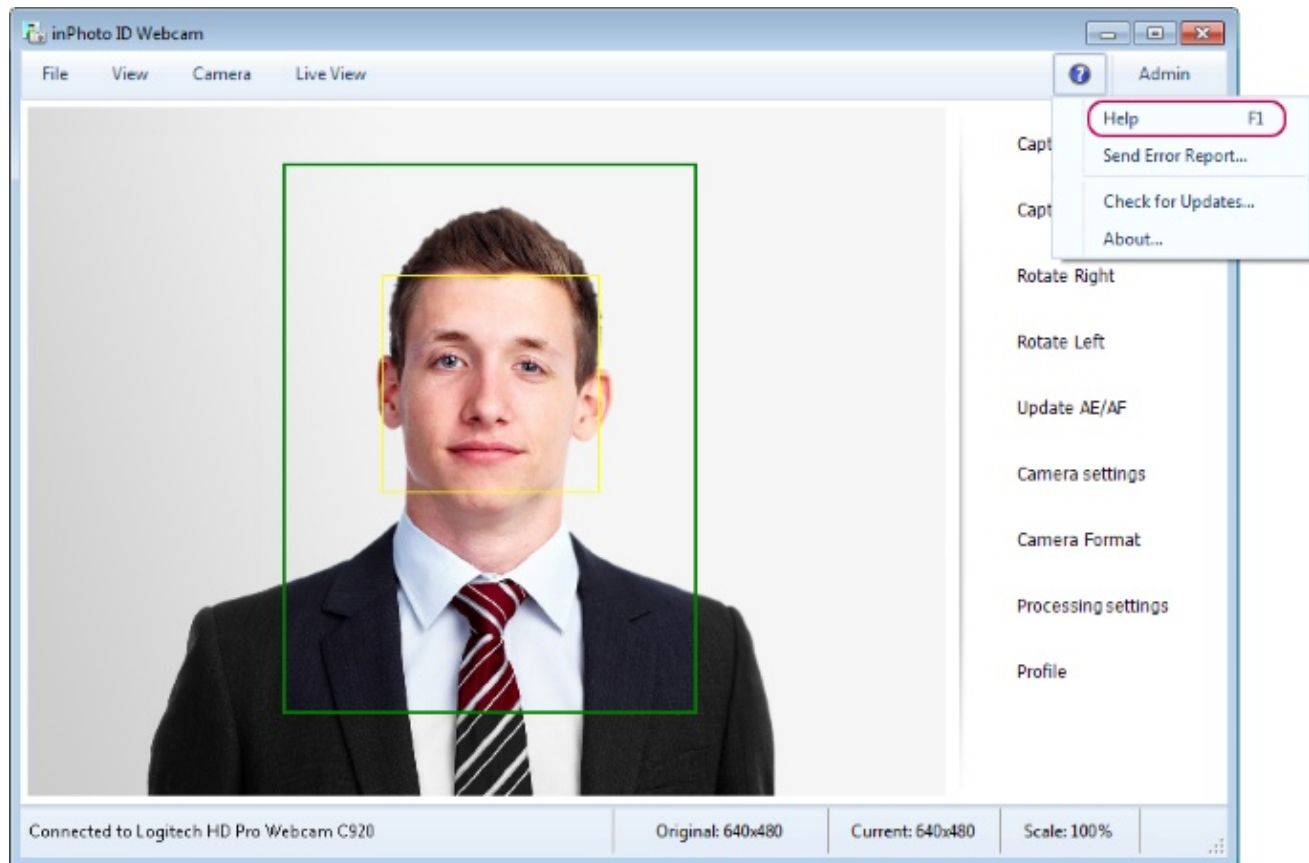 inPhoto ID Webcam
File View Camera Live View Admin
Help F1
Send Error Report...
Check for Updates...
About...
Capt
Capt
Rotate Right
Rotate Left
Update AE/AF
Camera settings
Camera Format
Processing settings
Profile
Connected to Logitech HD Pro Webcam C920 Original: 640x480 Current: 640x480 Scale: 100%